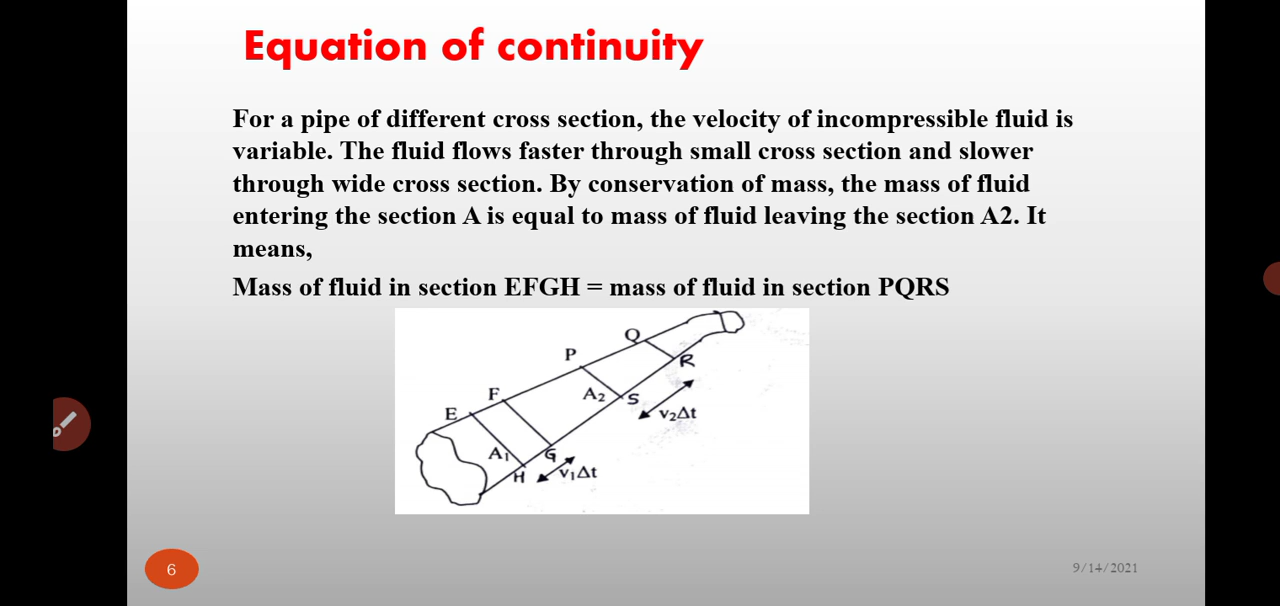 Equation of continuity
For a pipe of different cross section, the velocity of incompressible fluid is
variable. The fluid flows faster through small cross section and slower
through wide cross section. By conservation of mass, the mass of fluid
entering the section A is equal to mass of fluid leaving the section A2. It
means,
Mass of fluid in section EFGH = mass of fluid in section PQRS
Q
P
R
F
A₂
S
E
v₂Δt
A₁
G
H
v₁Δt
6
9/14/2021